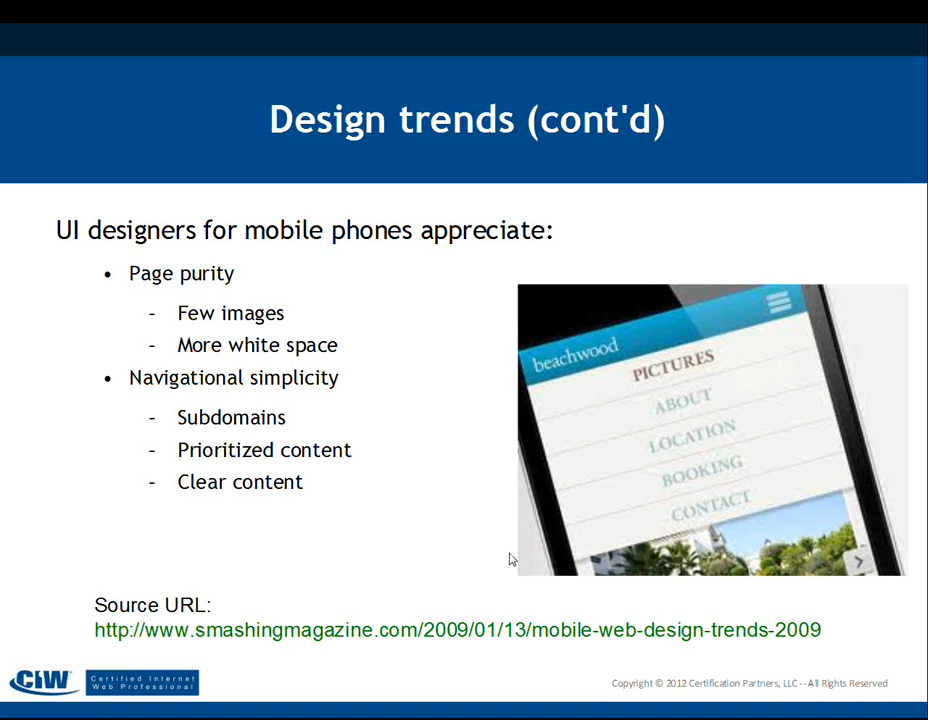 Design trends (cont'd)
UI designers for mobile phones appreciate:
• Page purity
– Few images
– More white space
• Navigational simplicity
– Subdomains
– Prioritized content
– Clear content
beachwood
PICTURES
ABOUT
LOCATION
BOOKING
CONTACT
Source URL:
http://www.smashingmagazine.com/2009/01/13/mobile-web-design-trends-2009
CIW
Certified Internet
Web Professional
Copyright © 2012 Certification Partners, LLC -- All Rights Reserved